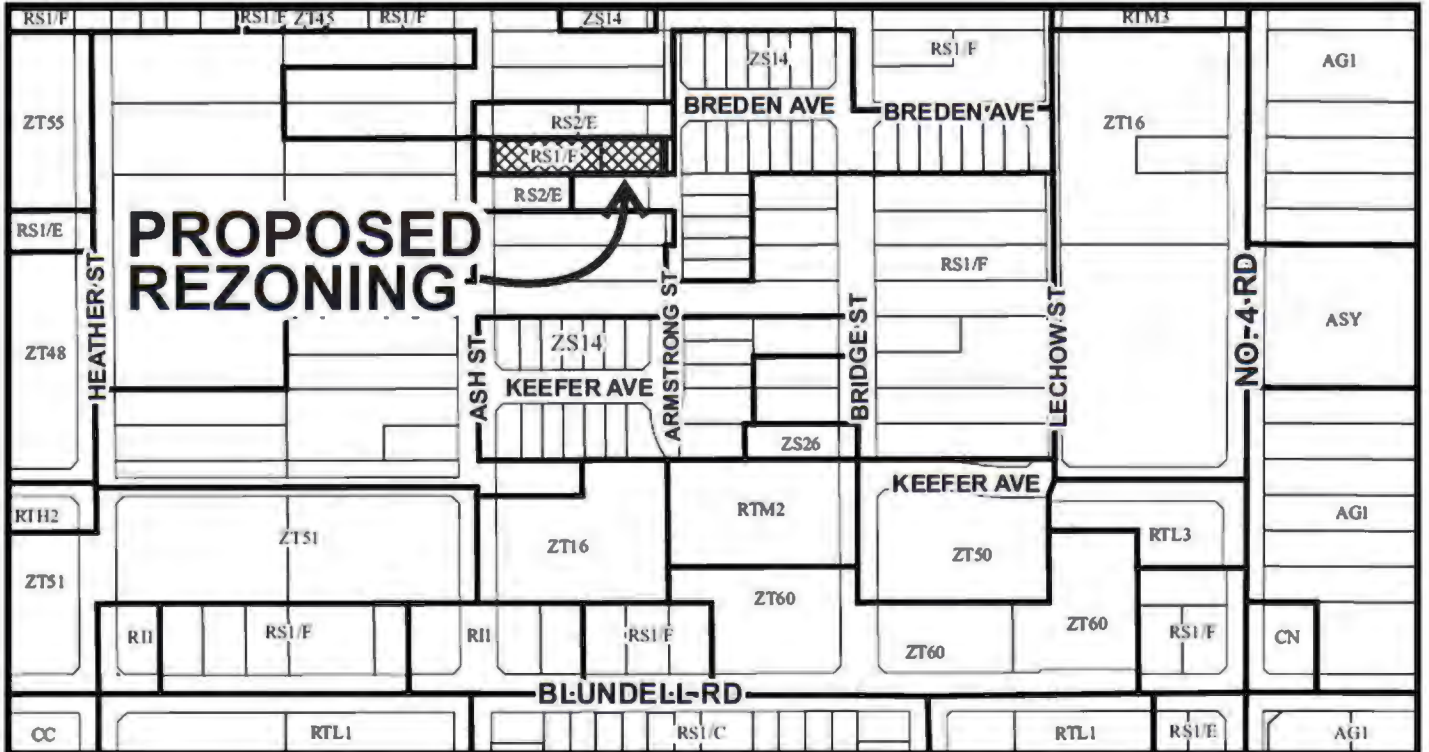 RS1/F RS1/F ZT45 RS1/F ZS14 RTM3
RS1/F
ZS14
AG1
ZT55
BREDEN AVE
BREDEN AVE
RS2/E
ZT16
RS1/F
RS2/E
PROPOSED
REZONING
RS1/E
HEATHER ST
RS1/F
ARMSTRONG ST
NO. 4 RD
ASY
ZT48
ASH ST
ZS14
BRIDGE ST
LECHOW ST
KEEFER AVE
ZS26
KEEFER AVE
RTH2
RTM2
AG1
ZT51
ZT16
RTL3
ZT50
ZT51
ZT60
RI1
RS1/F
RI1
RS1/F
ZT60
ZT60
RS1/F
CN
BLUNDELL RD
CC
RTL1
RS1/C
RTL1
RS1/E
AG1